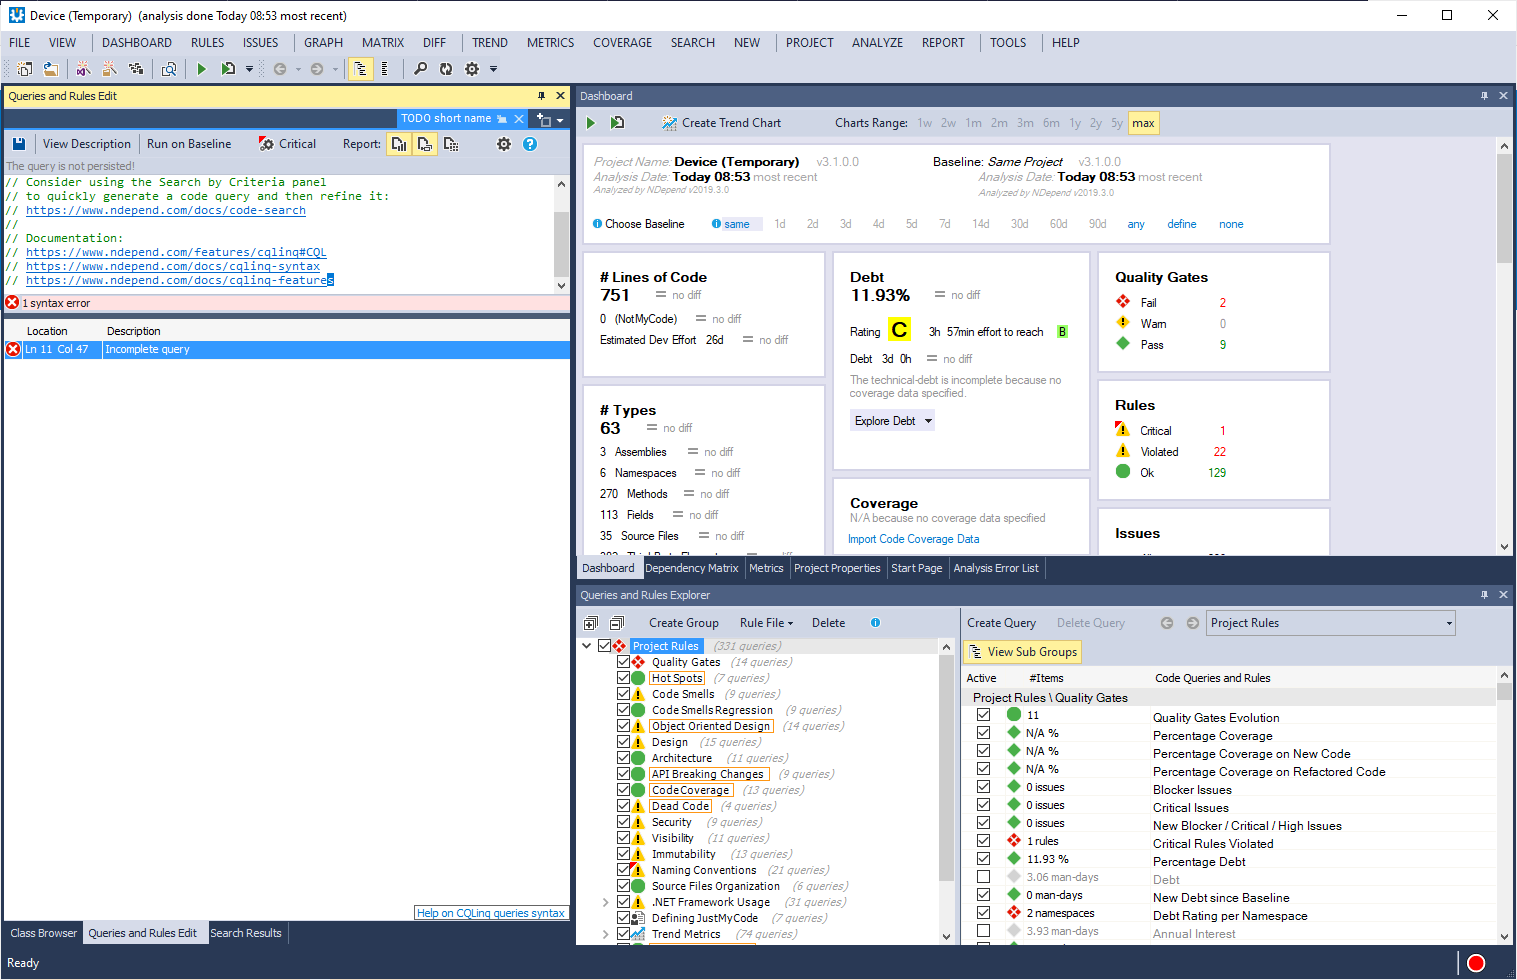 Device (Temporary)  (analysis done Today 08:53 most recent)
FILE VIEW DASHBOARD RULES ISSUES GRAPH MATRIX DIFF TREND METRICS COVERAGE SEARCH NEW PROJECT ANALYZE REPORT TOOLS HELP
Queries and Rules Edit
TODO short name
View Description Run on Baseline Critical Report:
The query is not persisted!
// Consider using the Search by Criteria panel
// to quickly generate a code query and then refine it:
// https://www.ndepend.com/docs/code-search
//
// Documentation:
// https://www.ndepend.com/features/cqlinq#CQL
// https://www.ndepend.com/docs/cqlinq-syntax
// https://www.ndepend.com/docs/cqlinq-features
1 syntax error
Location Description
Ln 11 Col 47 Incomplete query
Help on CQLinq queries syntax
Class Browser Queries and Rules Edit Search Results
Ready
Dashboard
Create Trend Chart Charts Range: 1w 2w 1m 2m 3m 6m 1y 2y 5y max
Project Name: Device (Temporary) v3.1.0.0 Baseline: Same Project v3.1.0.0
Analysis Date: Today 08:53 most recent Analysis Date: Today 08:53 most recent
Analyzed by NDepend v2019.3.0 Analyzed by NDepend v2019.3.0
Choose Baseline same 1d 2d 3d 4d 5d 7d 14d 30d 60d 90d any define none
# Lines of Code
751 = no diff
0 (NotMyCode) = no diff
Estimated Dev Effort 26d = no diff
# Types
63 = no diff
3 Assemblies = no diff
6 Namespaces = no diff
270 Methods = no diff
113 Fields = no diff
35 Source Files = no diff
Debt
11.93% = no diff
Rating C 3h 57min effort to reach B
Debt 3d 0h = no diff
The technical-debt is incomplete because no
coverage data specified.
Explore Debt
Coverage
N/A because no coverage data specified
Import Code Coverage Data
Quality Gates
Fail 2
Warn 0
Pass 9
Rules
Critical 1
Violated 22
Ok 129
Issues
Dashboard Dependency Matrix Metrics Project Properties Start Page Analysis Error List
Queries and Rules Explorer
Create Group Rule File Delete
Project Rules (331 queries)
Quality Gates (14 queries)
Hot Spots (7 queries)
Code Smells (9 queries)
Code Smells Regression (9 queries)
Object Oriented Design (14 queries)
Design (15 queries)
Architecture (11 queries)
API Breaking Changes (9 queries)
Code Coverage (13 queries)
Dead Code (4 queries)
Security (9 queries)
Visibility (11 queries)
Immutability (13 queries)
Naming Conventions (21 queries)
Source Files Organization (6 queries)
.NET Framework Usage (31 queries)
Defining JustMyCode (7 queries)
Trend Metrics (74 queries)
Create Query Delete Query Project Rules
View Sub Groups
Active #Items Code Queries and Rules
Project Rules \ Quality Gates
11 Quality Gates Evolution
N/A % Percentage Coverage
N/A % Percentage Coverage on New Code
N/A % Percentage Coverage on Refactored Code
0 issues Blocker Issues
0 issues Critical Issues
0 issues New Blocker / Critical / High Issues
1 rules Critical Rules Violated
11.93 % Percentage Debt
3.06 man-days Debt
0 man-days New Debt since Baseline
2 namespaces Debt Rating per Namespace
3.93 man-days Annual Interest